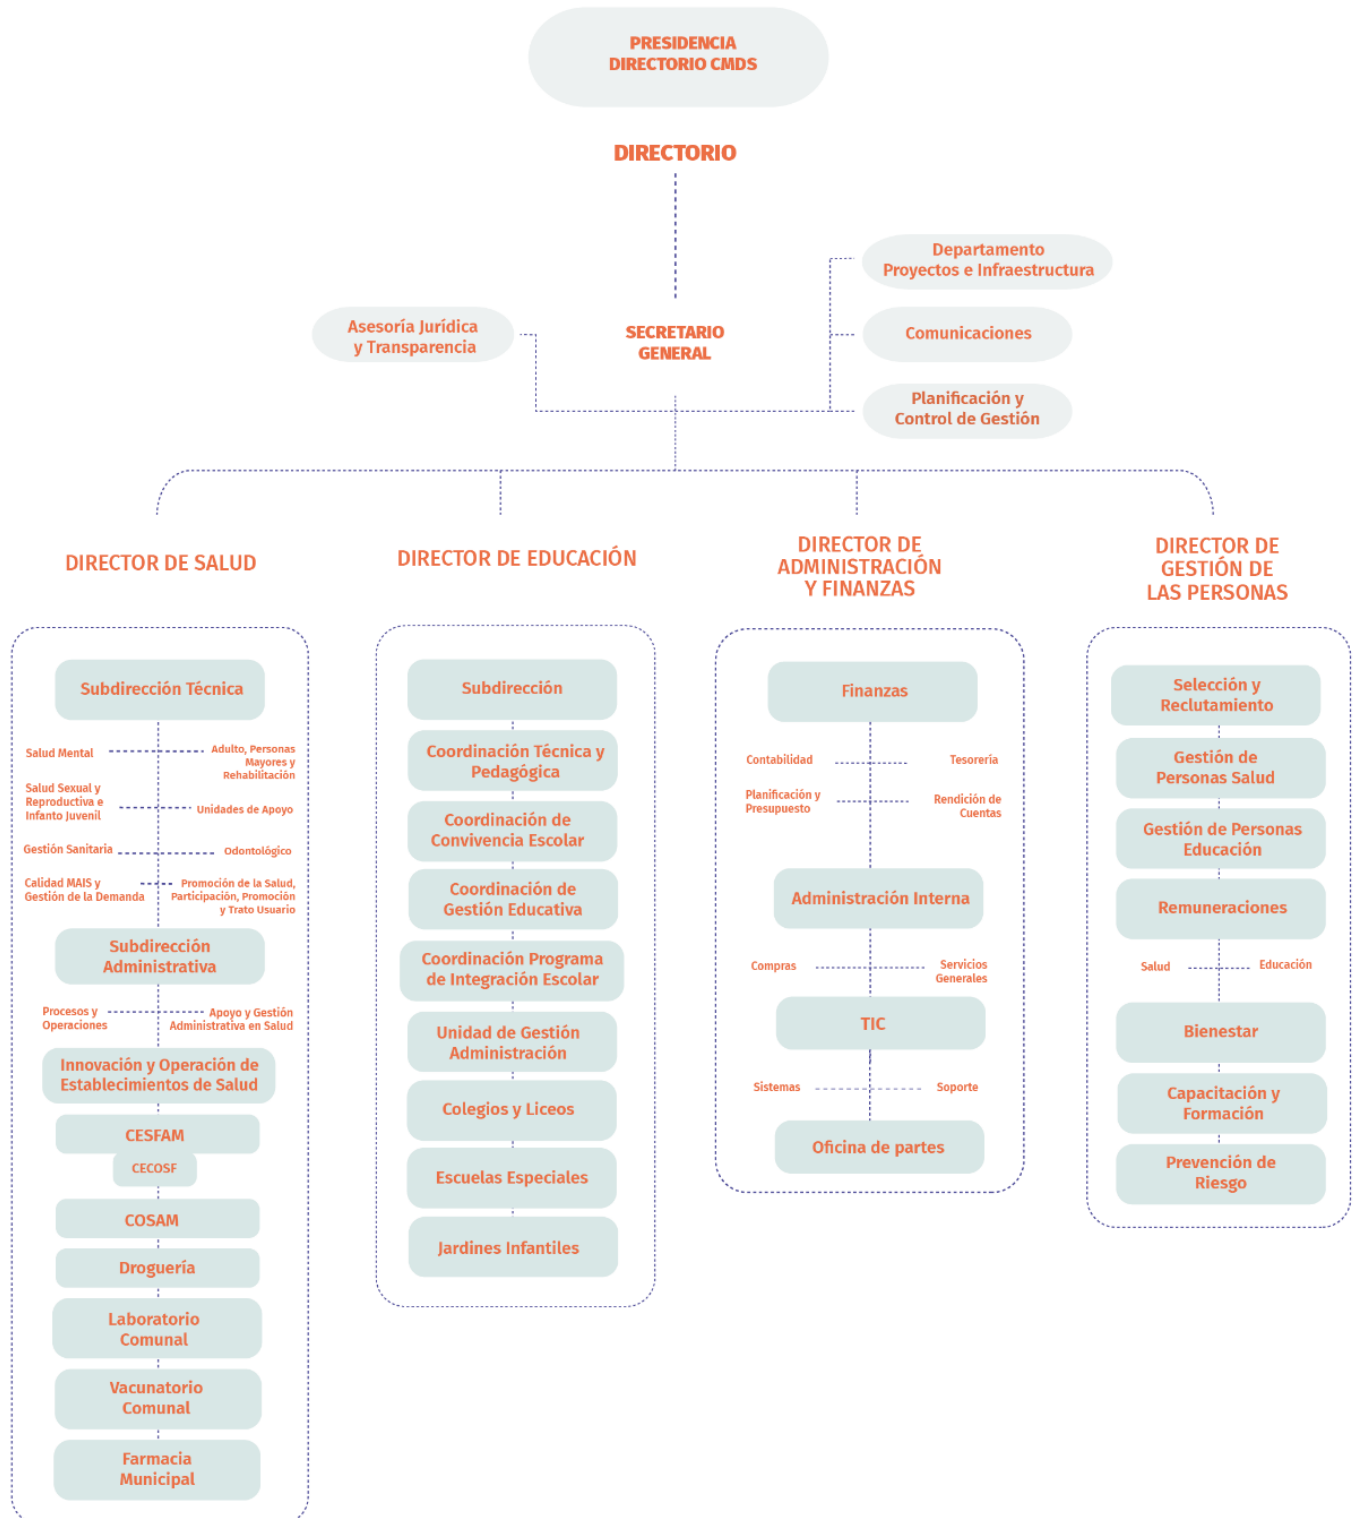 PRESIDENCIA
DIRECTORIO CMDS
DIRECTORIO
Departamento
Proyectos e Infraestructura
Asesoría Jurídica
y Transparencia
SECRETARIO
GENERAL
Comunicaciones
Planificación y
Control de Gestión
DIRECTOR DE SALUD
Subdirección Técnica
Salud Mental
Adulto, Personas
Mayores y
Rehabilitación
Salud Sexual y
Reproductiva e
Infanto Juvenil
Unidades de Apoyo
Gestión Sanitaria
Odontológico
Calidad MAIS y
Gestión de la Demanda
Promoción de la Salud,
Participación, Promoción
y Trato Usuario
Subdirección
Administrativa
Procesos y
Operaciones
Apoyo y Gestión
Administrativa en Salud
Innovación y Operación de
Establecimientos de Salud
CESFAM
CECOSF
COSAM
Droguería
Laboratorio
Comunal
Vacunatorio
Comunal
Farmacia
Municipal
DIRECTOR DE EDUCACIÓN
Subdirección
Coordinación Técnica y
Pedagógica
Coordinación de
Convivencia Escolar
Coordinación de
Gestión Educativa
Coordinación Programa
de Integración Escolar
Unidad de Gestión
Administración
Colegios y Liceos
Escuelas Especiales
Jardines Infantiles
DIRECTOR DE
ADMINISTRACIÓN
Y FINANZAS
Finanzas
Contabilidad
Tesorería
Planificación y
Presupuesto
Rendición de
Cuentas
Administración Interna
Compras
Servicios
Generales
TIC
Sistemas
Soporte
Oficina de partes
DIRECTOR DE
GESTIÓN DE
LAS PERSONAS
Selección y
Reclutamiento
Gestión de
Personas Salud
Gestión de Personas
Educación
Remuneraciones
Salud
Educación
Bienestar
Capacitación y
Formación
Prevención de
Riesgo